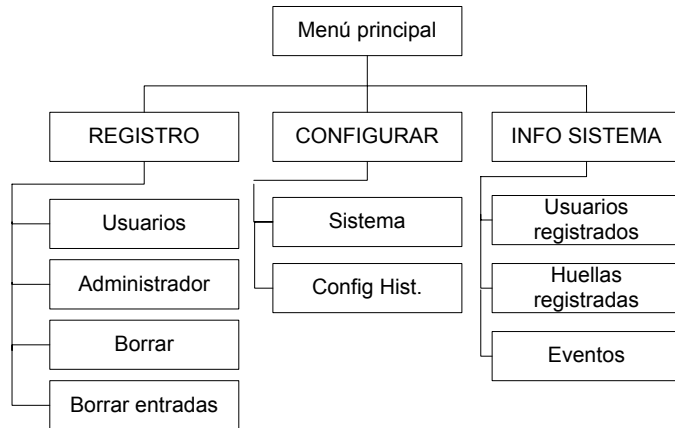 Menú principal
REGISTRO
CONFIGURAR
INFO SISTEMA
Usuarios
Administrador
Borrar
Borrar entradas
Sistema
Config Hist.
Usuarios
registrados
Huellas
registradas
Eventos